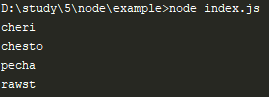 D:\study\5\node\example>node index.js
cheri
chesto
pecha
rawst